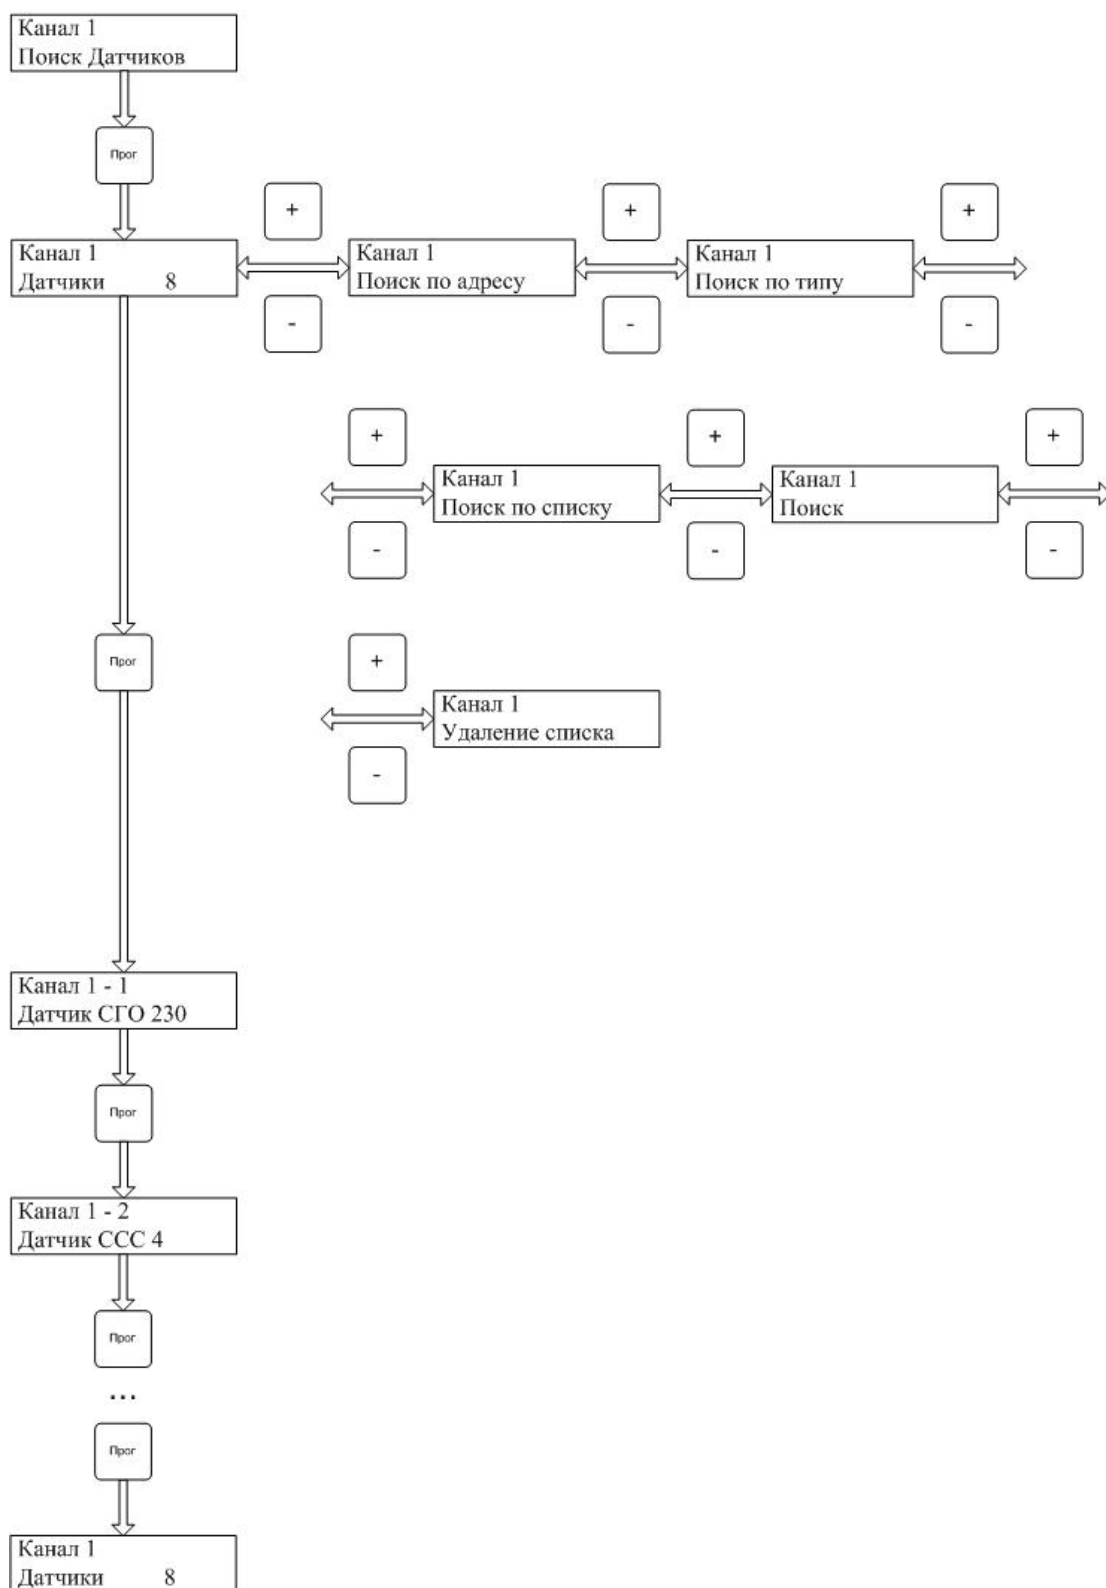 Канал 1
Поиск Датчиков
Прог
+
+
+
Канал 1
Датчики 8
Канал 1
Поиск по адресу
Канал 1
Поиск по типу
-
-
-
+
+
+
Канал 1
Поиск по списку
Канал 1
Поиск
-
-
-
Прог
+
Канал 1
Удаление списка
-
Канал 1 - 1
Датчик СГО 230
Прог
Канал 1 - 2
Датчик ССС 4
Прог
...
Прог
Канал 1
Датчики 8